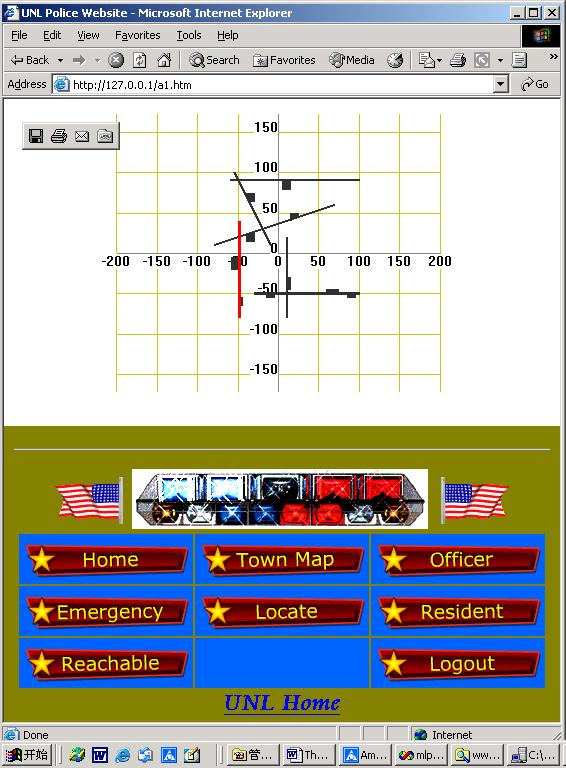 UNL Police Website - Microsoft Internet Explorer
File Edit View Favorites Tools Help
Back Search Favorites Media »
Address http://127.0.0.1/a1.htm Go
150
100
50
0
-200 -150 -100 -50 0 50 100 150 200
-50
-100
-150
Home Town Map Officer
Emergency Locate Resident
Reachable Logout
UNL Home
Done Internet
开始 管... Th... Am... mlp... ww... C:\...